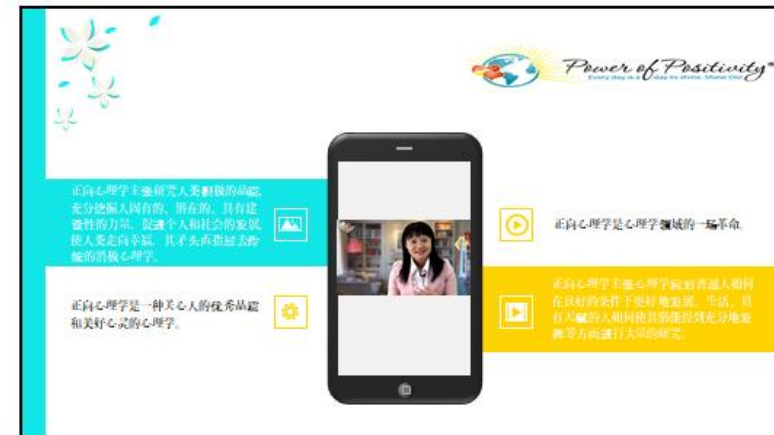 Power of Positivity
Every day is a day to shine. Shine On!
正向心理学主张研究人类积极的品质,
充分挖掘人固有的、潜在的、具有建
设性的力量，促进个人和社会的发展,
使人类走向幸福，其矛头直指过去传
统的消极心理学。
正向心理学是心理学领域的一场革命。
正向心理学是一种关心人的优秀品质
和美好心灵的心理学。
正向心理学主张心理学应对普通人如何
在良好的条件下更好地发展、生活，具
有天赋的人如何使其潜能得到充分地发
挥等方面进行大量的研究。